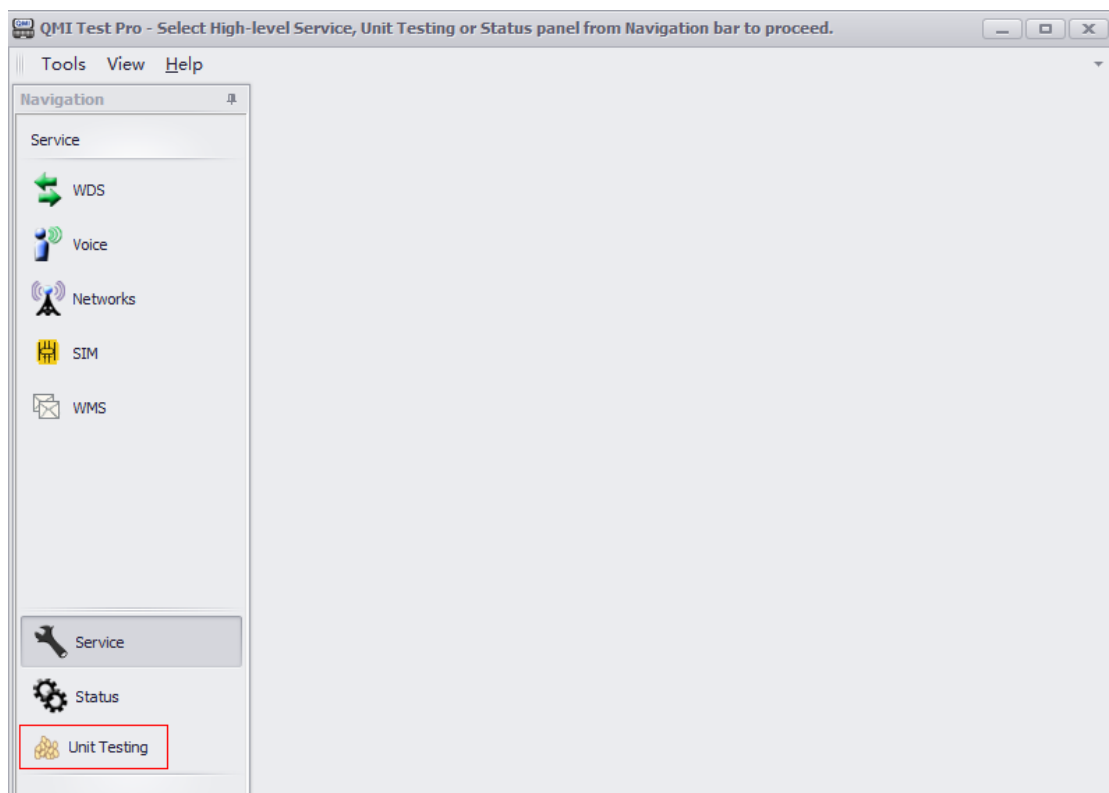 QMI Test Pro - Select High-level Service, Unit Testing or Status panel from Navigation bar to proceed.
Tools View Help
Navigation
Service
WDS
Voice
Networks
SIM
WMS
Service
Status
Unit Testing